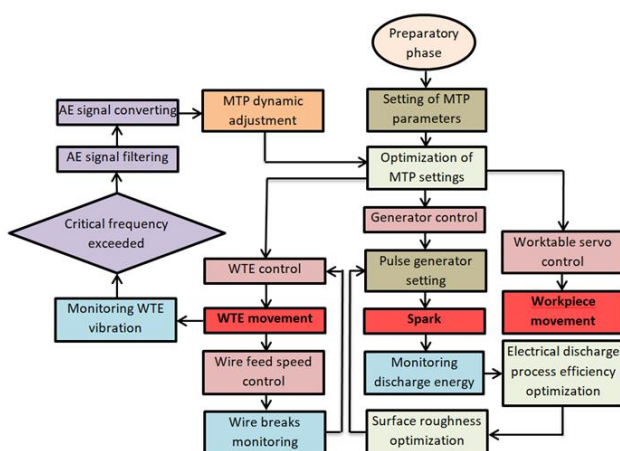 Preparatory
phase
Setting of MTP
parameters
Optimization of
MTP settings
Generator control
Pulse generator
setting
Spark
Monitoring
discharge energy
Electrical discharge
process efficiency
optimization
Surface roughness
optimization
Worktable servo
control
Workpiece
movement
WTE control
WTE movement
Wire feed speed
control
Wire breaks
monitoring
Monitoring WTE
vibration
Critical frequency
exceeded
AE signal filtering
AE signal converting
MTP dynamic
adjustment